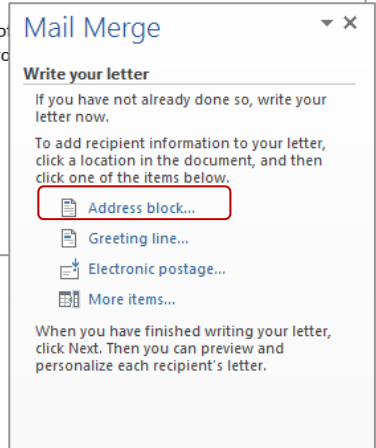 Mail Merge
Write your letter
If you have not already done so, write your
letter now.
To add recipient information to your letter,
click a location in the document, and then
click one of the items below.
Address block...
Greeting line...
Electronic postage...
More items...
When you have finished writing your letter,
click Next. Then you can preview and
personalize each recipient's letter.